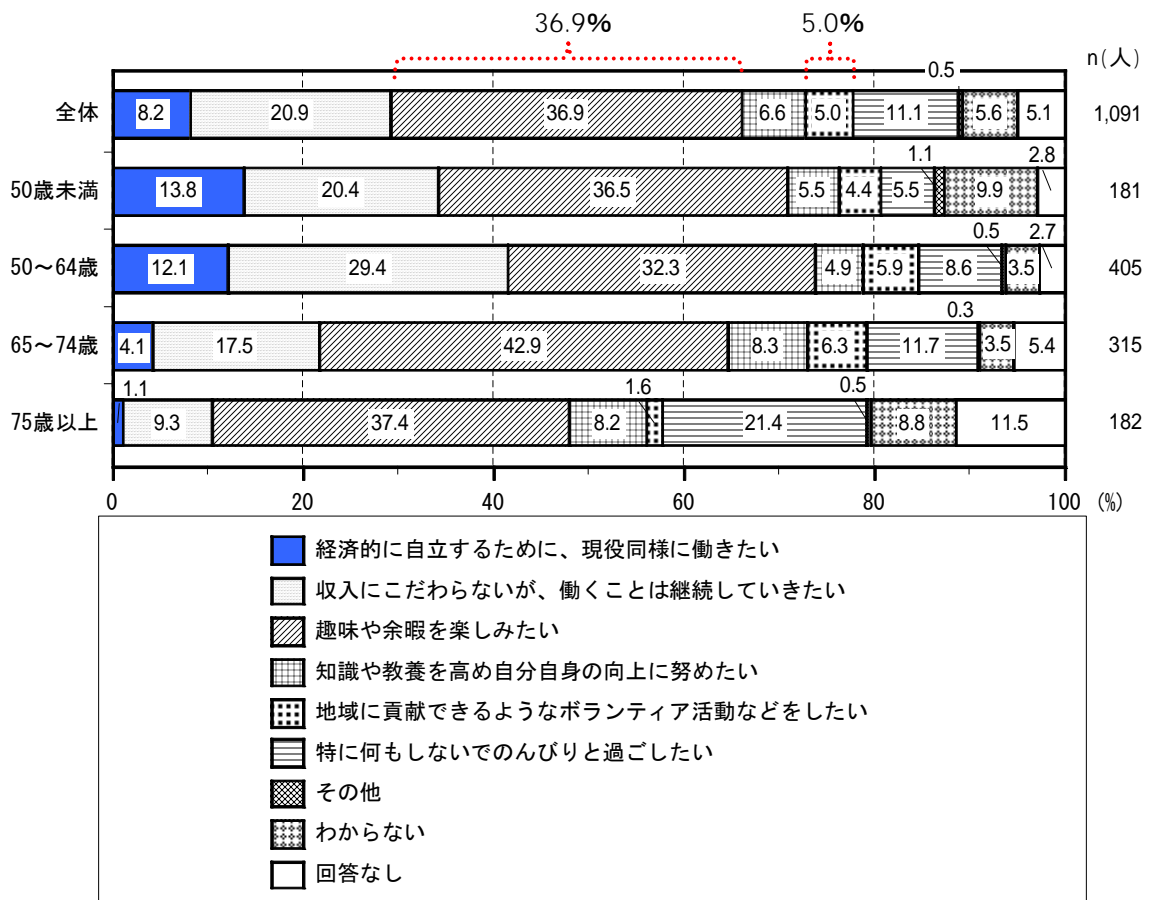 36.9% 5.0%
n(人)
0.5
全体 8.2 20.9 36.9 6.6 5.0 11.1 5.6 5.1 1,091
1.1 2.8
50歳未満 13.8 20.4 36.5 5.5 4.4 5.5 9.9 181
0.5 2.7
50～64歳 12.1 29.4 32.3 4.9 5.9 8.6 3.5 405
0.3
65～74歳 4.1 17.5 42.9 8.3 6.3 11.7 3.5 5.4 315
1.1 1.6 0.5
75歳以上 9.3 37.4 8.2 21.4 8.8 11.5 182
0 20 40 60 80 100 (%)
経済的に自立するために、現役同様に働きたい
収入にこだわらないが、働くことは継続していきたい
趣味や余暇を楽しみたい
知識や教養を高め自分自身の向上に努めたい
地域に貢献できるようなボランティア活動などをしたい
特に何もしないでのんびりと過ごしたい
その他
わからない
回答なし